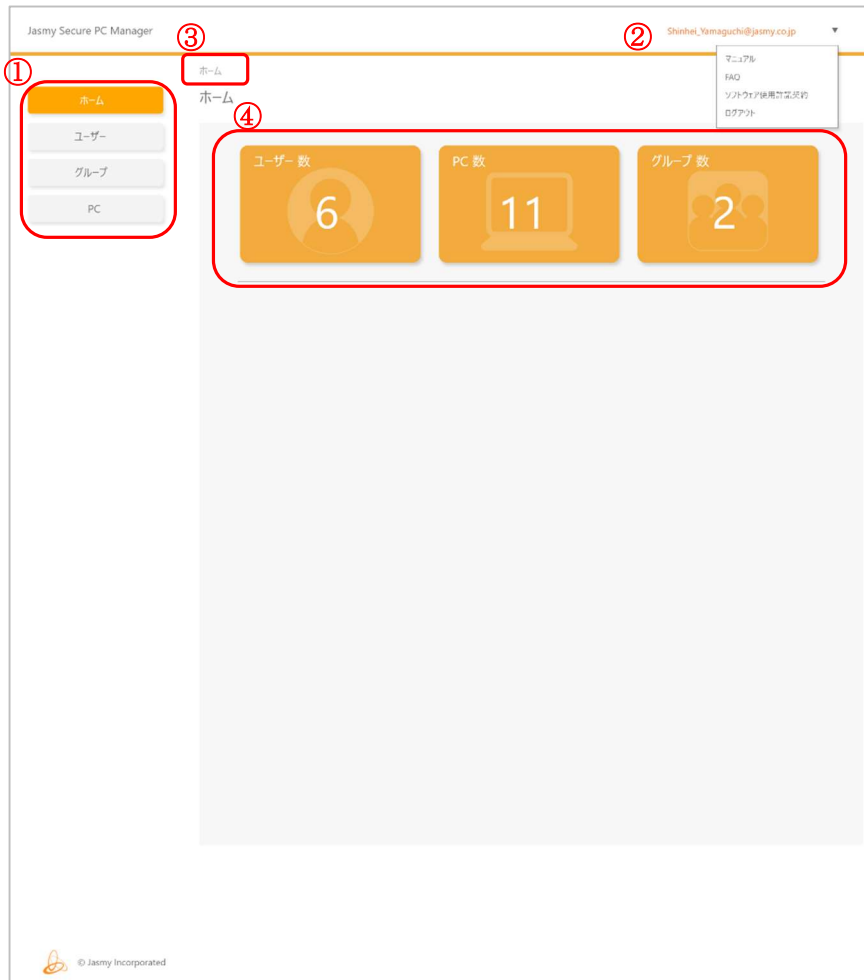 Jasmy Secure PC Manager
③
②
Shinhei_Yamaguchi@jasmy.co.jp
▼
①
ホーム
ユーザー
グループ
PC
ホーム
ホーム
マニュアル
FAQ
ソフトウェア使用許諾契約
ログアウト
④
ユーザー 数
6
PC 数
11
グループ 数
2
© Jasmy Incorporated